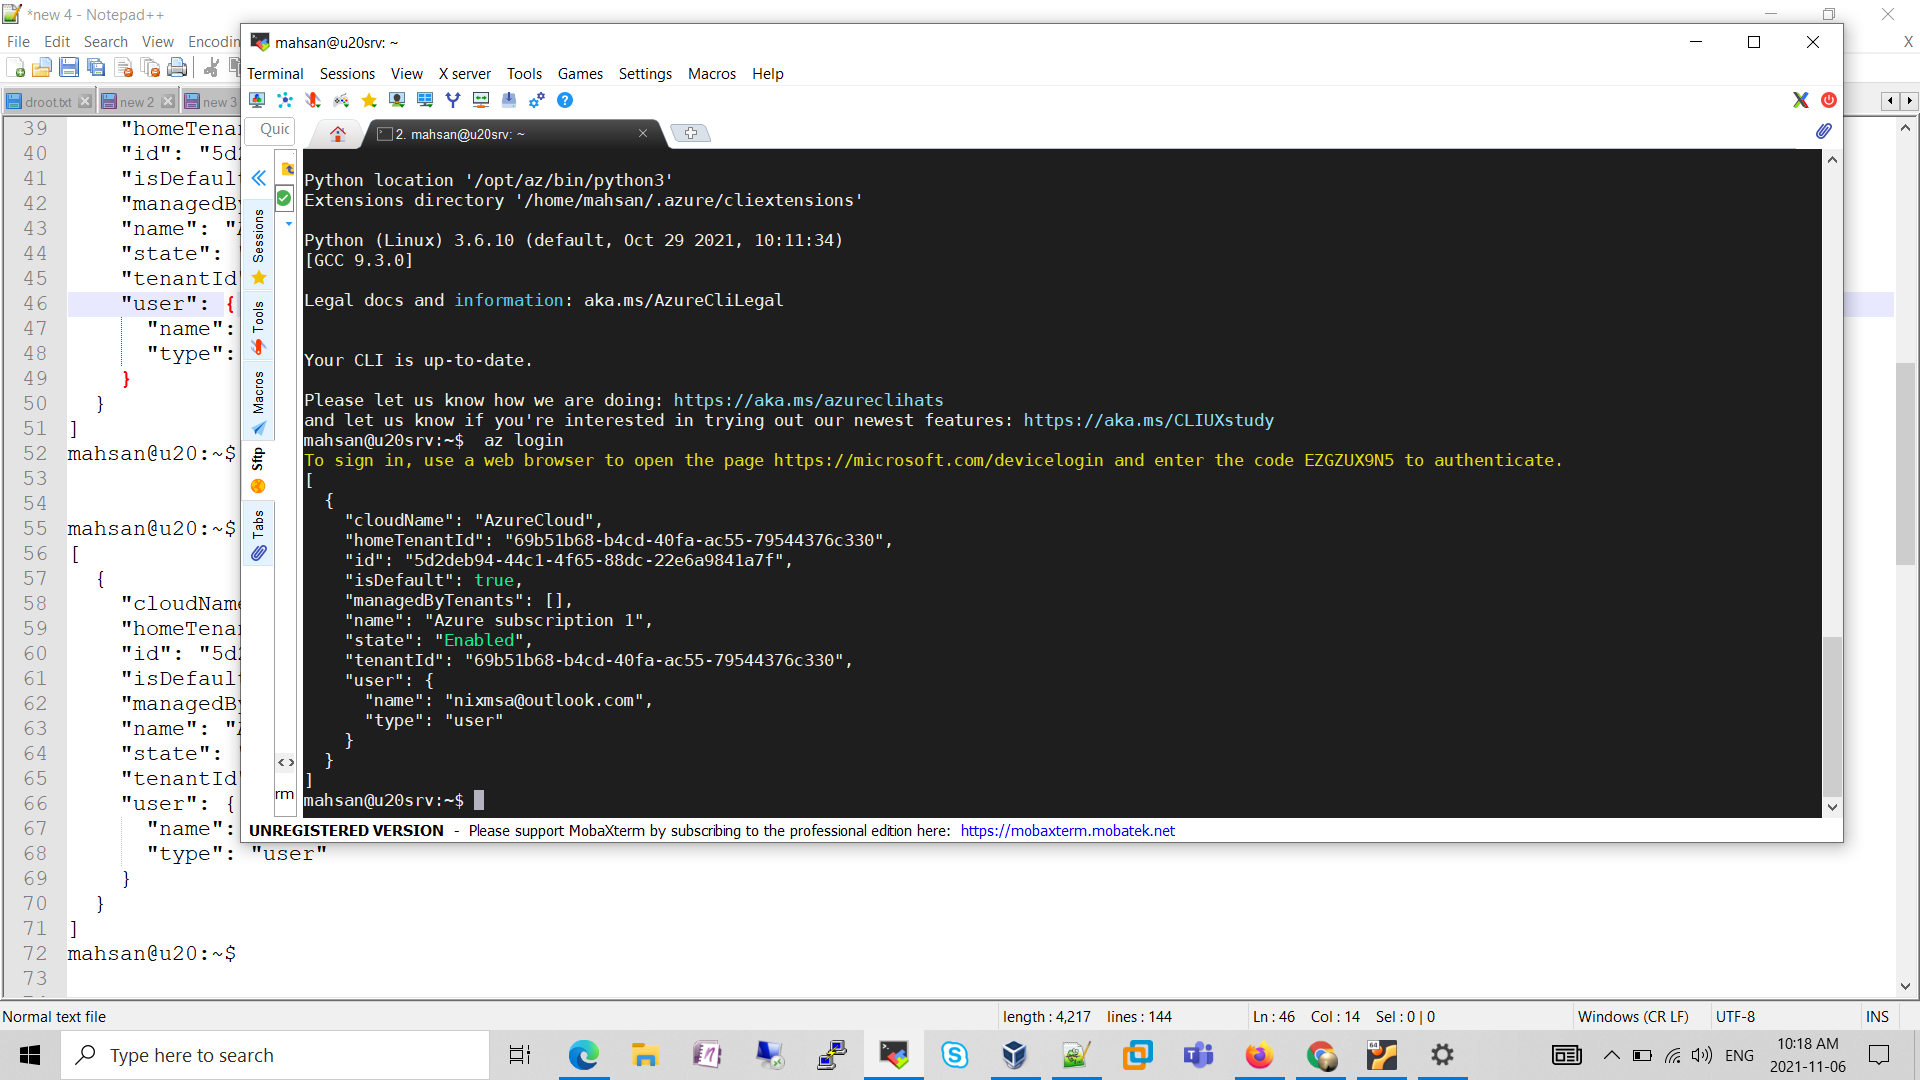 *new 4 - Notepad++
File Edit Search View Encodin
X
droot.txt new 2 new 3
mahsan@u20srv: ~
Terminal Sessions View X server Tools Games Settings Macros Help
Quic
2. mahsan@u20srv: ~
Sessions
Tools
Macros
Sftp
Tabs
rm
Python location '/opt/az/bin/python3'
Extensions directory '/home/mahsan/.azure/cliextensions'
Python (Linux) 3.6.10 (default, Oct 29 2021, 10:11:34)
[GCC 9.3.0]
Legal docs and information: aka.ms/AzureCliLegal
Your CLI is up-to-date.
Please let us know how we are doing: https://aka.ms/azureclihats
and let us know if you're interested in trying out our newest features: https://aka.ms/CLIUXstudy
mahsan@u20srv:~$  az login
To sign in, use a web browser to open the page https://microsoft.com/devicelogin and enter the code EZGZUX9N5 to authenticate.
[
  {
    "cloudName": "AzureCloud",
    "homeTenantId": "69b51b68-b4cd-40fa-ac55-79544376c330",
    "id": "5d2deb94-44c1-4f65-88dc-22e6a9841a7f",
    "isDefault": true,
    "managedByTenants": [],
    "name": "Azure subscription 1",
    "state": "Enabled",
    "tenantId": "69b51b68-b4cd-40fa-ac55-79544376c330",
    "user": {
      "name": "nixmsa@outlook.com",
      "type": "user"
    }
  }
]
mahsan@u20srv:~$
UNREGISTERED VERSION - Please support MobaXterm by subscribing to the professional edition here: https://mobaxterm.mobatek.net
39 "homeTenan
40 "id": "5d2
41 "isDefault
42 "managedBy
43 "name": "A
44 "state":
45 "tenantId"
46 "user": {
47 "name":
48 "type":
49 }
50 }
51 ]
52 mahsan@u20:~$
53
54
55 mahsan@u20:~$
56 [
57 {
58 "cloudName
59 "homeTenan
60 "id": "5d2
61 "isDefault
62 "managedBy
63 "name": "A
64 "state":
65 "tenantId"
66 "user": {
67 "name":
68 "type": "user"
69 }
70 }
71 ]
72 mahsan@u20:~$
73
Normal text file length : 4,217 lines : 144 Ln : 46 Col : 14 Sel : 0 | 0 Windows (CR LF) UTF-8 INS
Type here to search
64
ENG
10:18 AM
2021-11-06